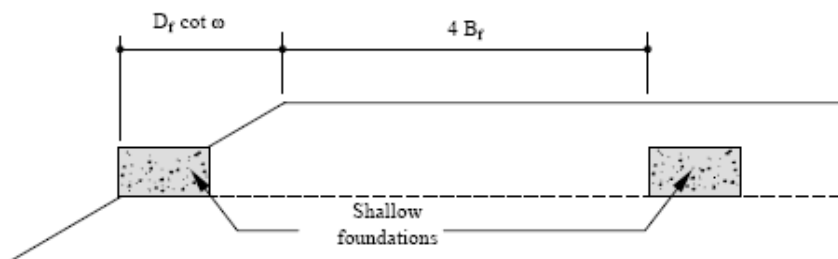 D_f cot ω
4 B_f
Shallow
foundations